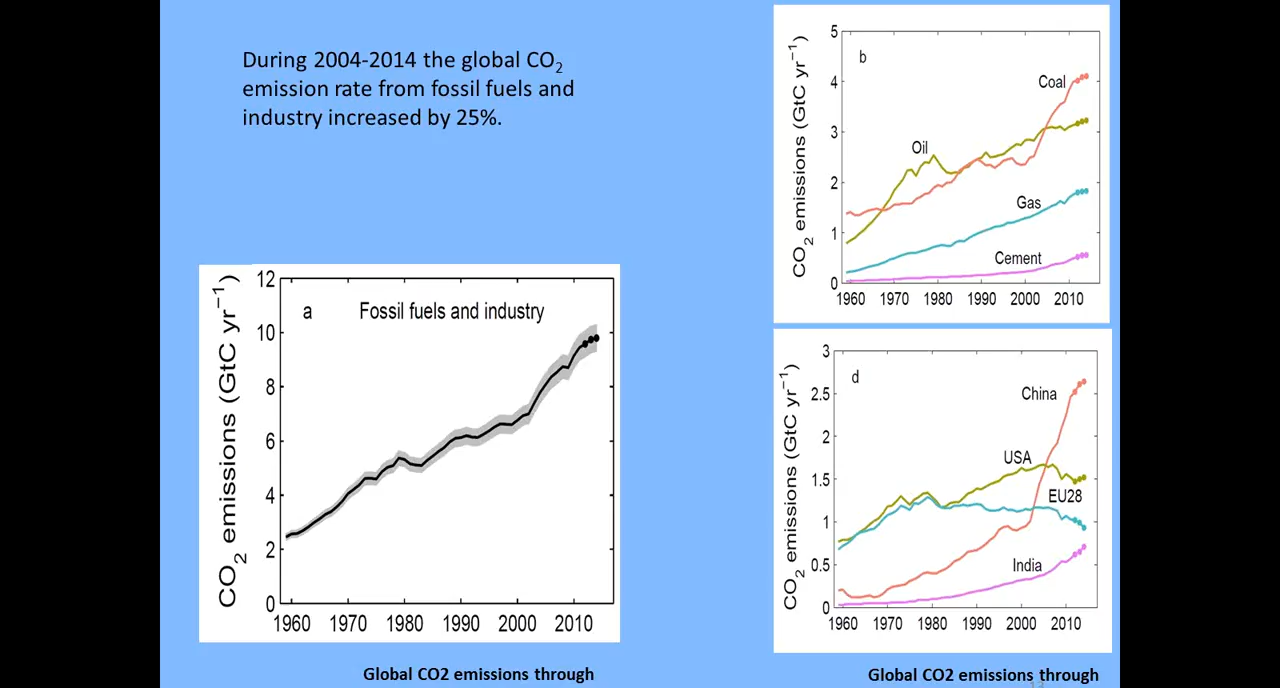 During 2004-2014 the global CO₂
emission rate from fossil fuels and
industry increased by 25%.
a
Fossil fuels and industry
CO₂ emissions (GtC yr⁻¹)
12
10
8
6
4
2
0
1960 1970 1980 1990 2000 2010
Global CO2 emissions through
b
CO₂ emissions (GtC yr⁻¹)
5
4
3
2
1
0
Coal
Oil
Gas
Cement
1960 1970 1980 1990 2000 2010
d
CO₂ emissions (GtC yr⁻¹)
3
2.5
2
1.5
1
0.5
0
China
USA
EU28
India
1960 1970 1980 1990 2000 2010
Global CO2 emissions through